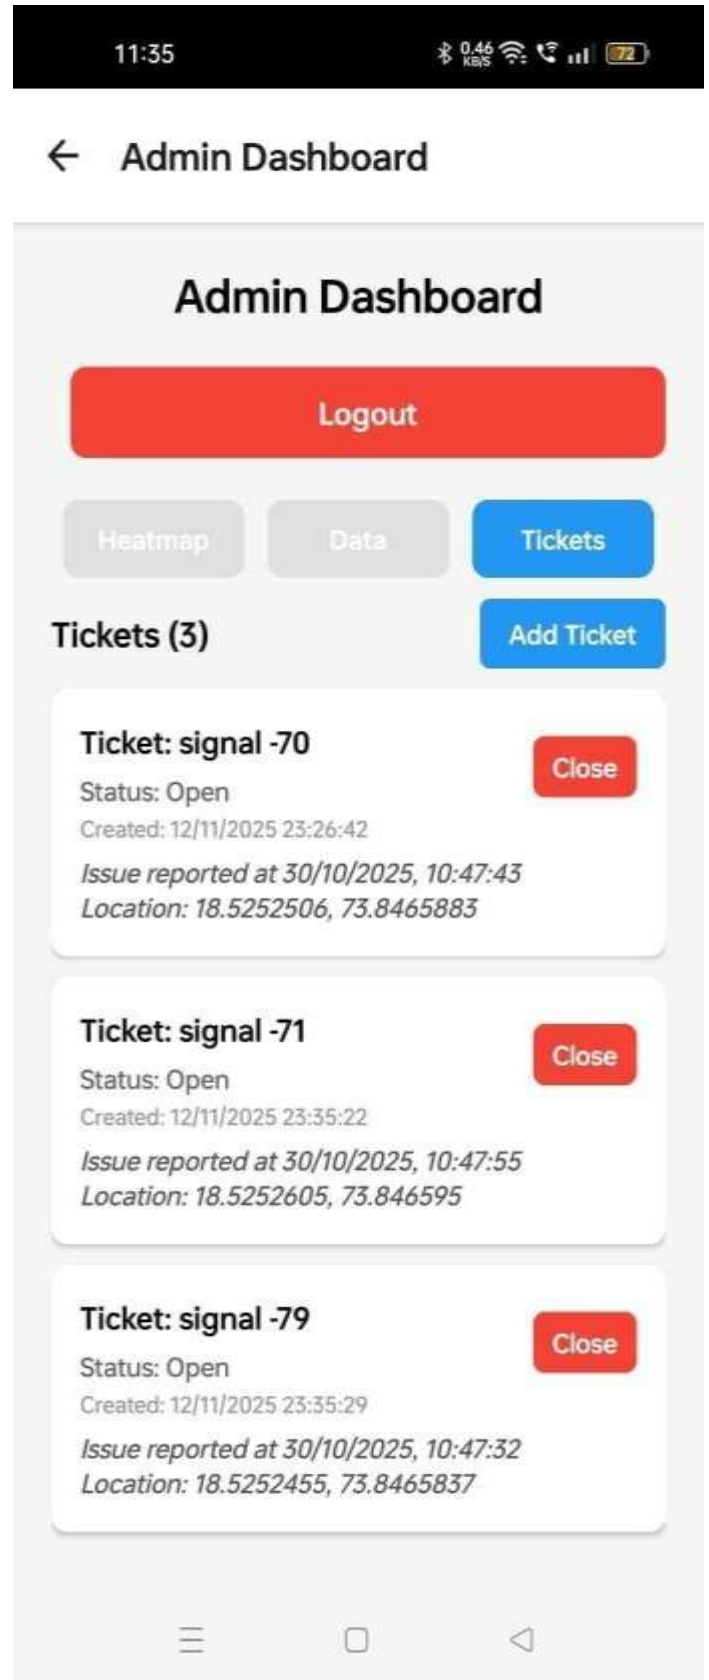 11:35
0.46
KB/S
72
Admin Dashboard
Admin Dashboard
Logout
Heatmap
Data
Tickets
Tickets (3)
Add Ticket
Ticket: signal -70
Close
Status: Open
Created: 12/11/2025 23:26:42
Issue reported at 30/10/2025, 10:47:43
Location: 18.5252506, 73.8465883
Ticket: signal -71
Close
Status: Open
Created: 12/11/2025 23:35:22
Issue reported at 30/10/2025, 10:47:55
Location: 18.5252605, 73.846595
Ticket: signal -79
Close
Status: Open
Created: 12/11/2025 23:35:29
Issue reported at 30/10/2025, 10:47:32
Location: 18.5252455, 73.8465837